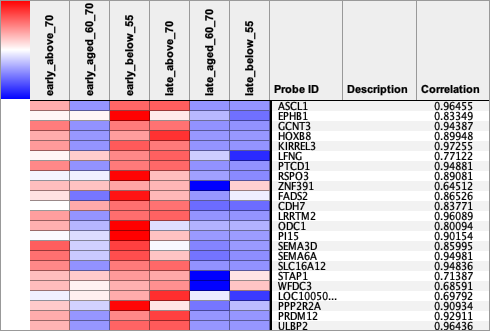 early_above_70
early_aged_60_70
early_below_55
late_above_70
late_aged_60_70
late_below_55
Probe ID Description Correlation
ASCL1 0.96455
EPHB1 0.83349
GCNT3 0.94387
HOXB8 0.89948
KIRREL3 0.97255
LFNG 0.77122
PTCD1 0.94881
RSPO3 0.89081
ZNF391 0.64512
FADS2 0.86526
CDH7 0.83771
LRRTM2 0.96089
ODC1 0.80094
PI15 0.90154
SEMA3D 0.85995
SEMA6A 0.94981
SLC16A12 0.94836
STAP1 0.71387
WFDC3 0.68591
LOC10050... 0.69792
PPP2R2A 0.90934
PRDM12 0.92911
ULBP2 0.96436